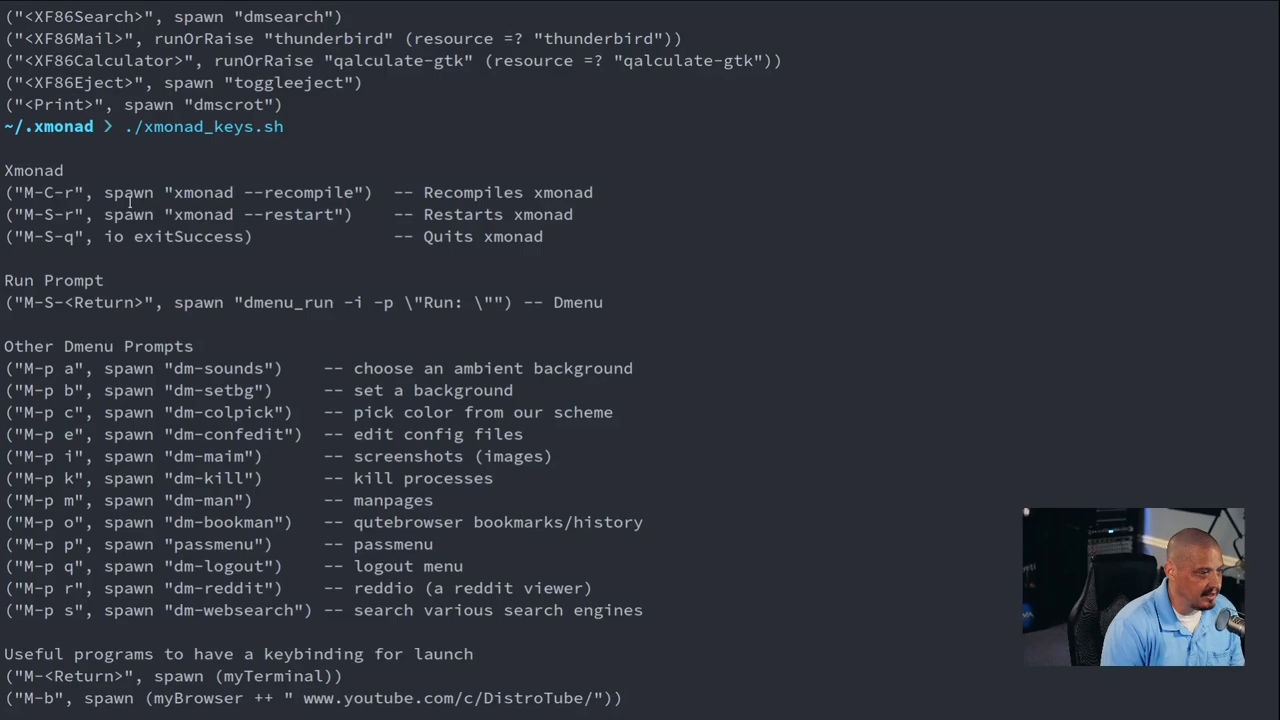 ("<XF86Search>", spawn "dmsearch")
("<XF86Mail>", runOrRaise "thunderbird" (resource =? "thunderbird"))
("<XF86Calculator>", runOrRaise "qalculate-gtk" (resource =? "qalculate-gtk"))
("<XF86Eject>", spawn "toggleeject")
("<Print>", spawn "dmscrot")
~/.xmonad ❯ ./xmonad_keys.sh
Xmonad
("M-C-r", spawn "xmonad --recompile")  -- Recompiles xmonad
("M-S-r", spawn "xmonad --restart")    -- Restarts xmonad
("M-S-q", io exitSuccess)              -- Quits xmonad
Run Prompt
("M-S-<Return>", spawn "dmenu_run -i -p \"Run: \"") -- Dmenu
Other Dmenu Prompts
("M-p a", spawn "dm-sounds")    -- choose an ambient background
("M-p b", spawn "dm-setbg")     -- set a background
("M-p c", spawn "dm-colpick")   -- pick color from our scheme
("M-p e", spawn "dm-confedit")  -- edit config files
("M-p i", spawn "dm-maim")      -- screenshots (images)
("M-p k", spawn "dm-kill")      -- kill processes
("M-p m", spawn "dm-man")       -- manpages
("M-p o", spawn "dm-bookman")   -- qutebrowser bookmarks/history
("M-p p", spawn "passmenu")     -- passmenu
("M-p q", spawn "dm-logout")    -- logout menu
("M-p r", spawn "dm-reddit")    -- reddio (a reddit viewer)
("M-p s", spawn "dm-websearch") -- search various search engines
Useful programs to have a keybinding for launch
("M-<Return>", spawn (myTerminal))
("M-b", spawn (myBrowser ++ " www.youtube.com/c/DistroTube/"))